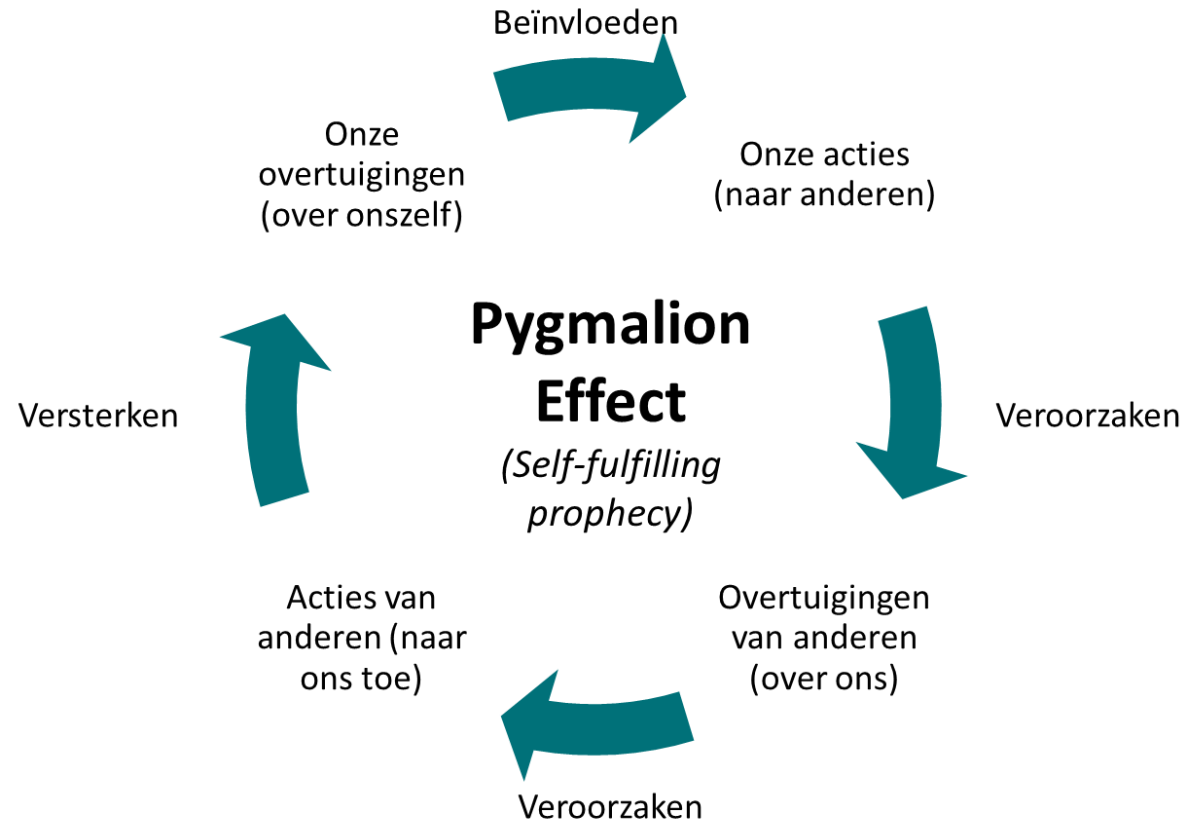 Beïnvloeden
Onze
overtuigingen
(over onszelf)
Onze acties
(naar anderen)
Pygmalion
Effect
(Self-fulfilling
prophecy)
Versterken
Veroorzaken
Acties van
anderen (naar
ons toe)
Overtuigingen
van anderen
(over ons)
Veroorzaken